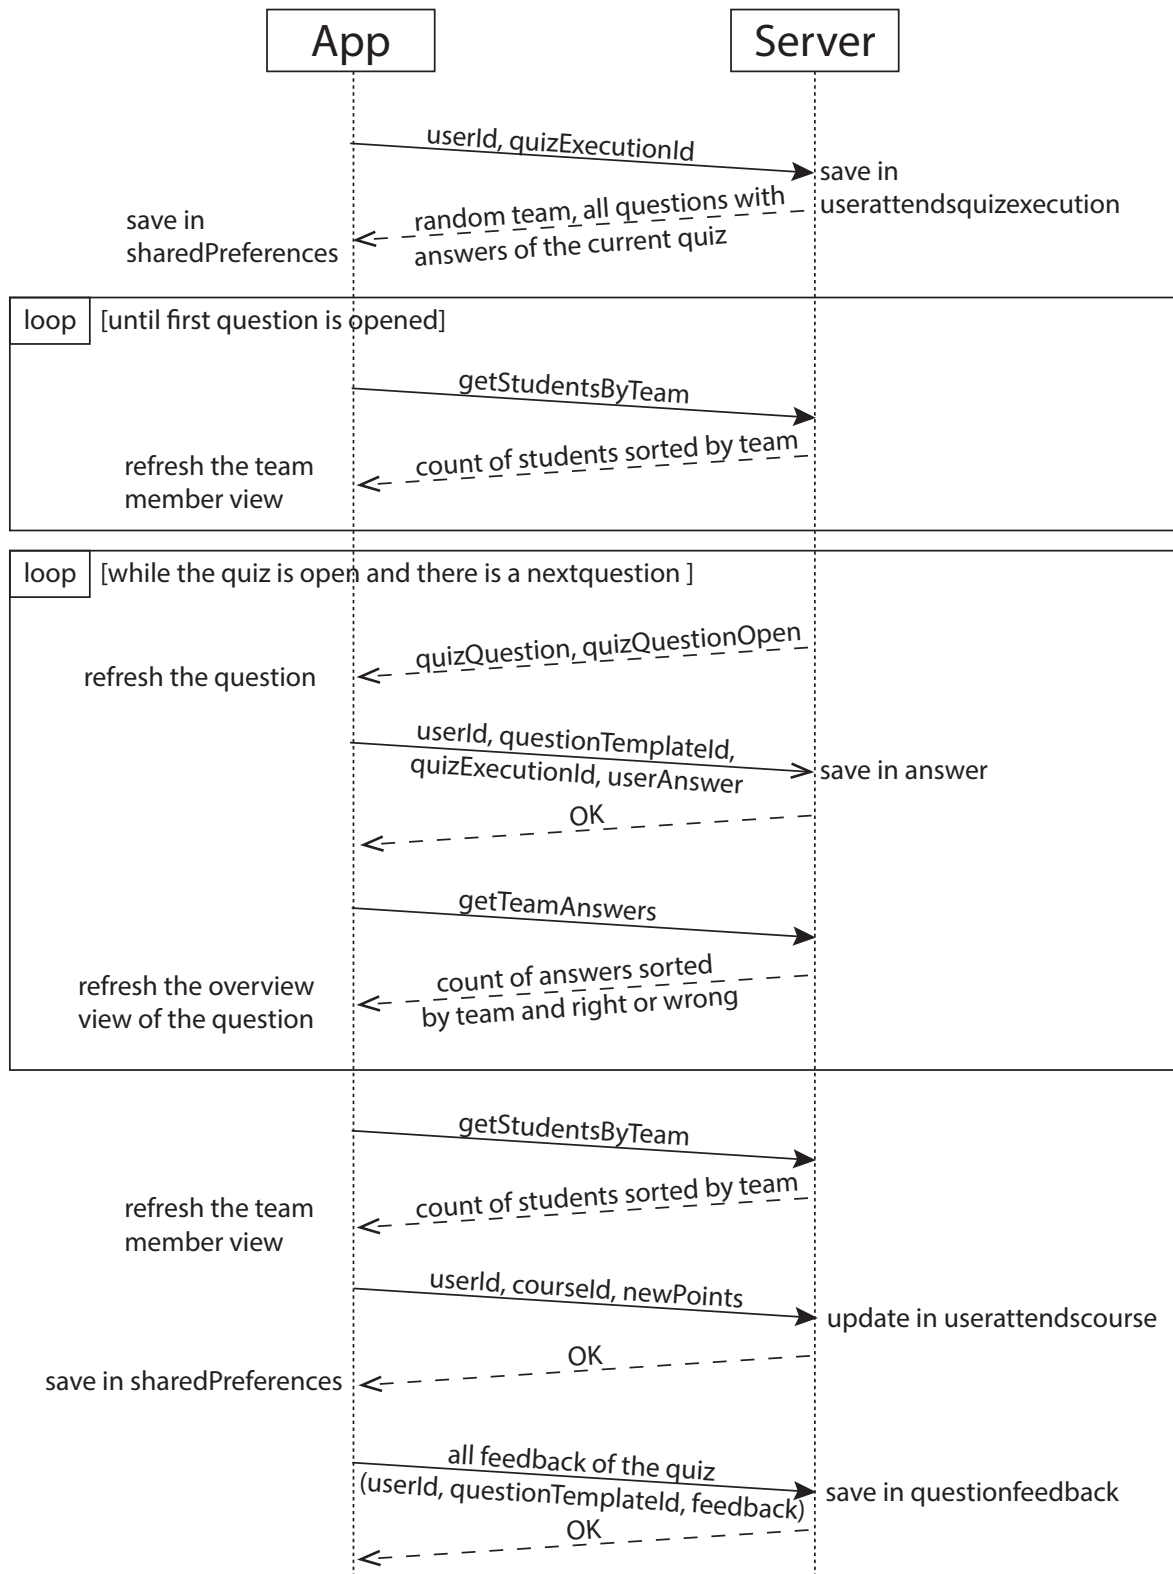 App
Server
userId, quizExecutionId
save in
userattendsquizexecution
random team, all questions with
answers of the current quiz
save in
sharedPreferences
loop
[until first question is opened]
getStudentsByTeam
count of students sorted by team
refresh the team
member view
loop
[while the quiz is open and there is a nextquestion ]
quizQuestion, quizQuestionOpen
refresh the question
userId, questionTemplateId,
quizExecutionId, userAnswer
save in answer
OK
getTeamAnswers
count of answers sorted
by team and right or wrong
refresh the overview
view of the question
getStudentsByTeam
count of students sorted by team
refresh the team
member view
userId, courseId, newPoints
update in userattendscourse
OK
save in sharedPreferences
all feedback of the quiz
(userId, questionTemplateId, feedback)
save in questionfeedback
OK